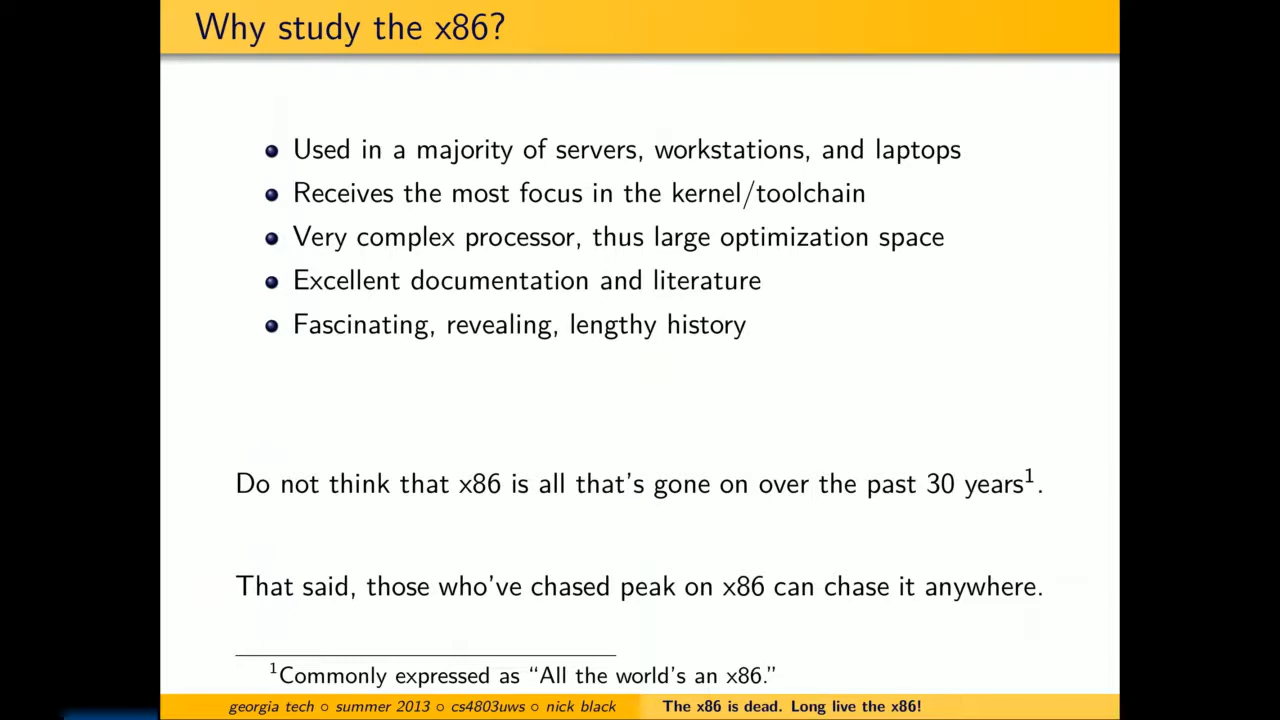 Why study the x86?
Used in a majority of servers, workstations, and laptops
Receives the most focus in the kernel/toolchain
Very complex processor, thus large optimization space
Excellent documentation and literature
Fascinating, revealing, lengthy history
Do not think that x86 is all that's gone on over the past 30 years¹.
That said, those who've chased peak on x86 can chase it anywhere.
¹Commonly expressed as “All the world's an x86.”
georgia tech ○ summer 2013 ○ cs4803uws ○ nick black The x86 is dead. Long live the x86!